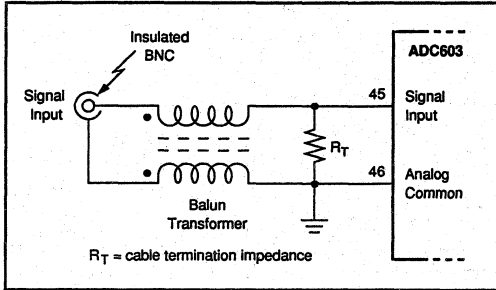 Insulated
BNC
ADC603
Signal
Input
45
Signal
Input
R_T
46
Analog
Common
Balun
Transformer
R_T = cable termination impedance